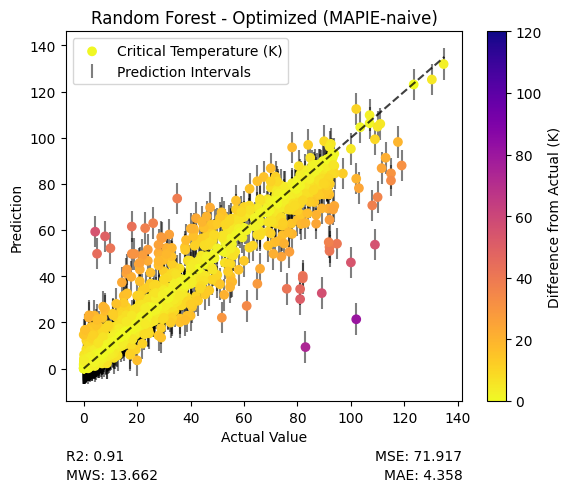 Random Forest - Optimized (MAPIE-naive)
Critical Temperature (K)
Prediction Intervals
Prediction
140
120
100
80
60
40
20
0
0 20 40 60 80 100 120 140
Actual Value
120
100
80
60
40
20
0
Difference from Actual (K)
R2: 0.91 MSE: 71.917
MWS: 13.662 MAE: 4.358